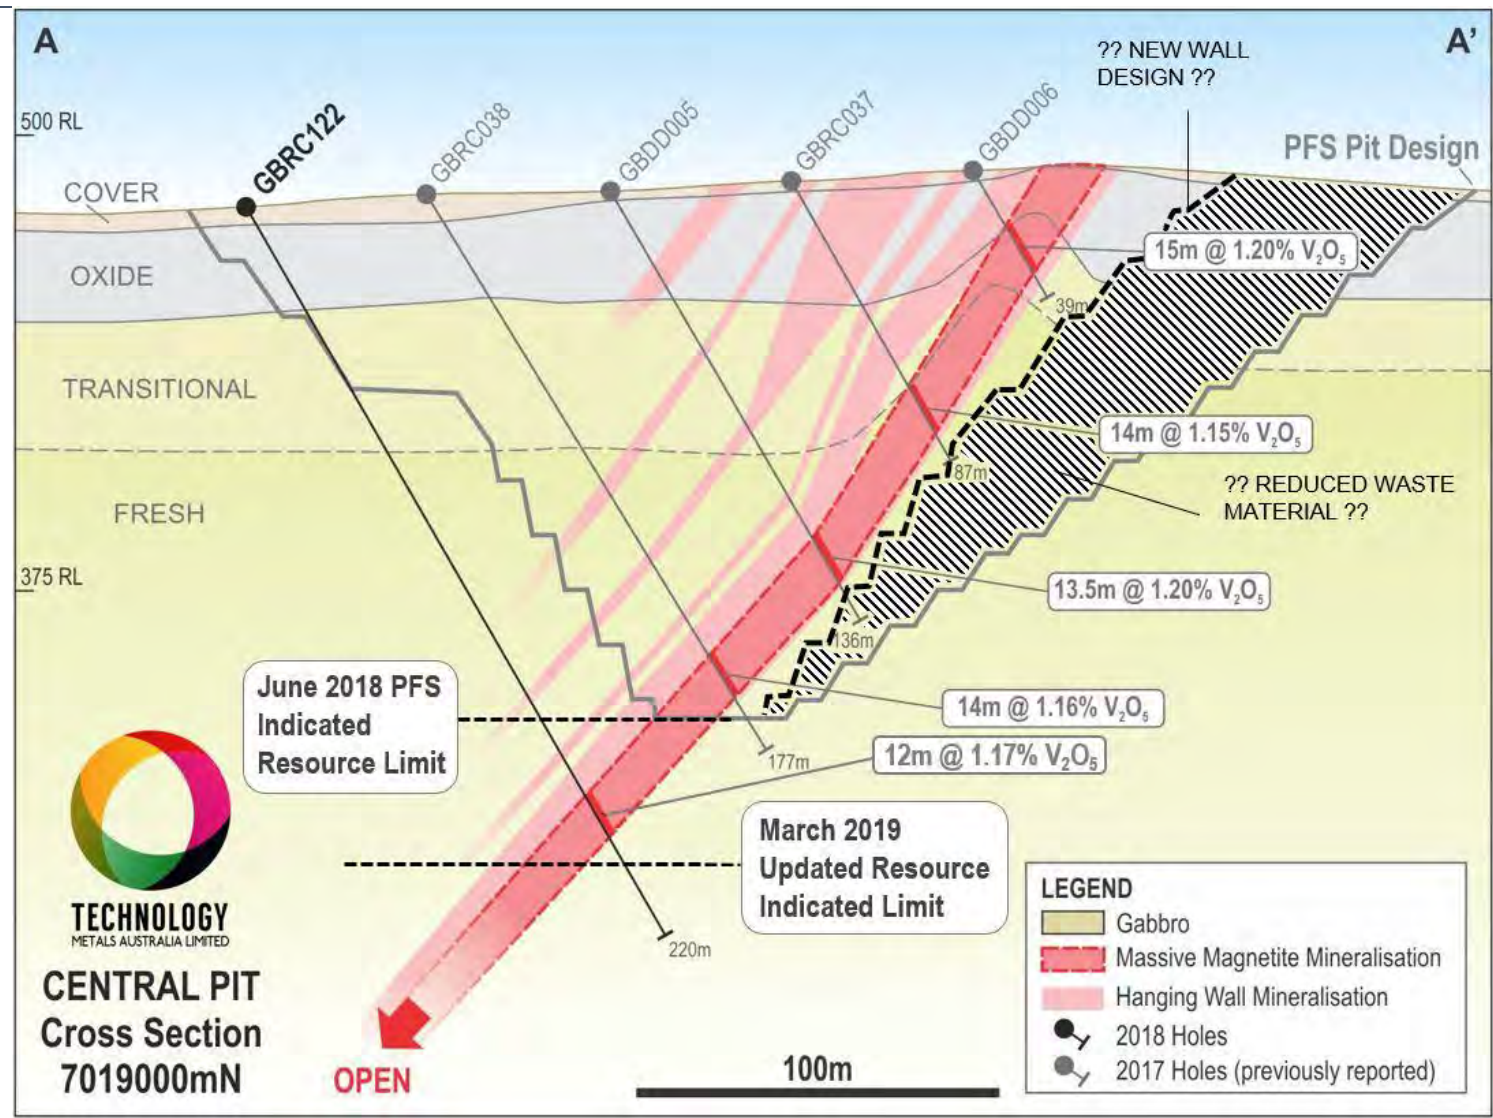 A
A'
?? NEW WALL
DESIGN ??
500 RL
GBRC122
GBRC038
GBDD005
GBRC037
GBDD006
PFS Pit Design
COVER
OXIDE
15m @ 1.20% V₂O₅
39m
TRANSITIONAL
14m @ 1.15% V₂O₅
87m
?? REDUCED WASTE
MATERIAL ??
FRESH
375 RL
13.5m @ 1.20% V₂O₅
136m
June 2018 PFS
Indicated
Resource Limit
14m @ 1.16% V₂O₅
177m
12m @ 1.17% V₂O₅
March 2019
Updated Resource
Indicated Limit
220m
TECHNOLOGY
METALS AUSTRALIA LIMITED
CENTRAL PIT
Cross Section
7019000mN
OPEN
100m
LEGEND
Gabbro
Massive Magnetite Mineralisation
Hanging Wall Mineralisation
2018 Holes
2017 Holes (previously reported)